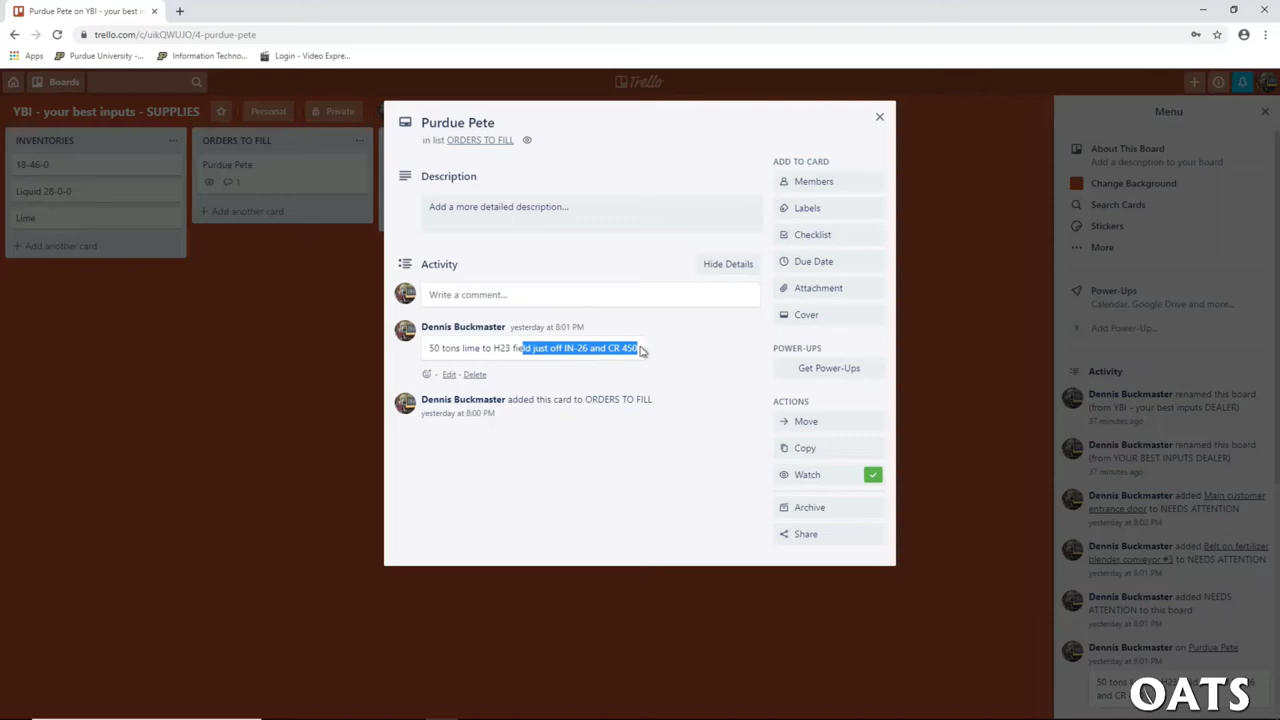 Purdue Pete on YBI - your best i
trello.com/c/uikQWUJO/4-purdue-pete
Apps
Purdue University -...
Information Techno...
Login - Video Expre...
Boards
Trello
YBI - your best inputs - SUPPLIES
Personal
Private
INVENTORIES
18-46-0
Liquid 28-0-0
Lime
+ Add another card
ORDERS TO FILL
Purdue Pete
1
+ Add another card
Purdue Pete
in list ORDERS TO FILL
Description
Add a more detailed description...
Activity
Hide Details
Write a comment...
Dennis Buckmaster yesterday at 8:01 PM
50 tons lime to H23 field just off IN-26 and CR 450
Edit - Delete
Dennis Buckmaster added this card to ORDERS TO FILL
yesterday at 8:00 PM
ADD TO CARD
Members
Labels
Checklist
Due Date
Attachment
Cover
POWER-UPS
Get Power-Ups
ACTIONS
Move
Copy
Watch
Archive
Share
Menu
About This Board
Add a description to your board
Change Background
Search Cards
Stickers
More
Power-Ups
Calendar, Google Drive and more...
Add Power-Up...
Activity
Dennis Buckmaster renamed this board
(from YBI - your best inputs DEALER)
37 minutes ago
Dennis Buckmaster renamed this board
(from YOUR BEST INPUTS DEALER)
37 minutes ago
Dennis Buckmaster added Main customer
entrance door to NEEDS ATTENTION
yesterday at 8:02 PM
Dennis Buckmaster added Belt on fertilizer
blender conveyor #3 to NEEDS ATTENTION
yesterday at 8:01 PM
Dennis Buckmaster added NEEDS
ATTENTION to this board
yesterday at 8:01 PM
Dennis Buckmaster on Purdue Pete
yesterday at 8:01 PM
50 tons
and CR
OATS